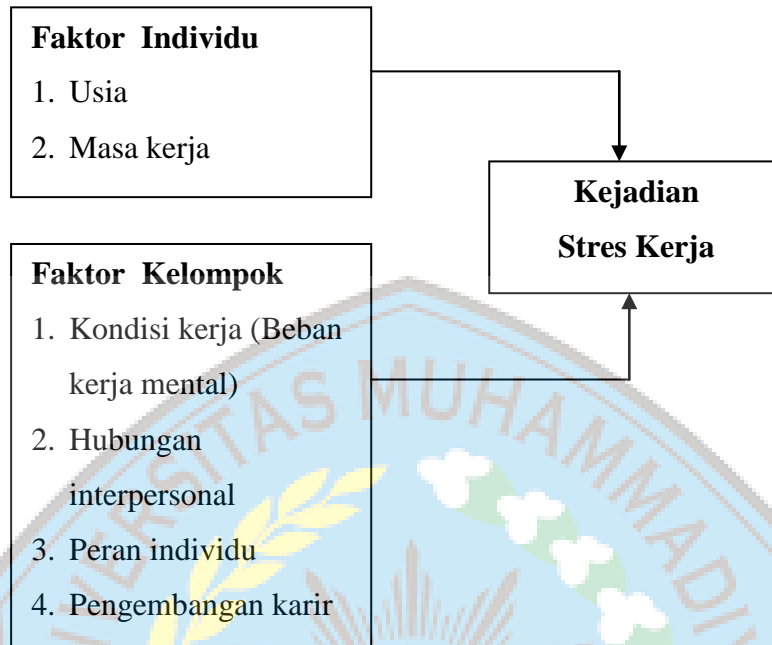 Faktor Individu
1. Usia
2. Masa kerja
Kejadian
Stres Kerja
Faktor Kelompok
1. Kondisi kerja (Beban
kerja mental)
2. Hubungan
interpersonal
3. Peran individu
4. Pengembangan karir